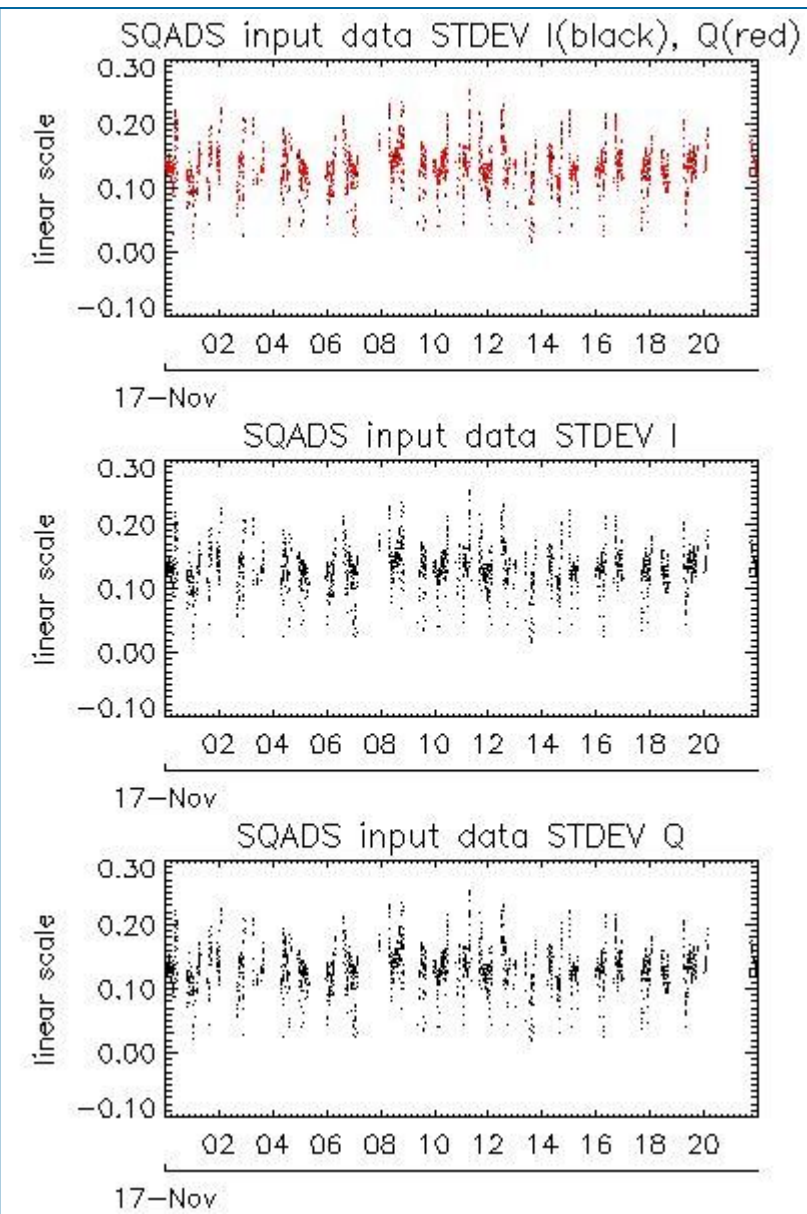 SQADS input data STDEV I(black), Q(red)
0.30
0.20
0.10
0.00
−0.10
linear scale
02 04 06 08 10 12 14 16 18 20
17−Nov
SQADS input data STDEV I
0.30
0.20
0.10
0.00
−0.10
linear scale
02 04 06 08 10 12 14 16 18 20
17−Nov
SQADS input data STDEV Q
0.30
0.20
0.10
0.00
−0.10
linear scale
02 04 06 08 10 12 14 16 18 20
17−Nov